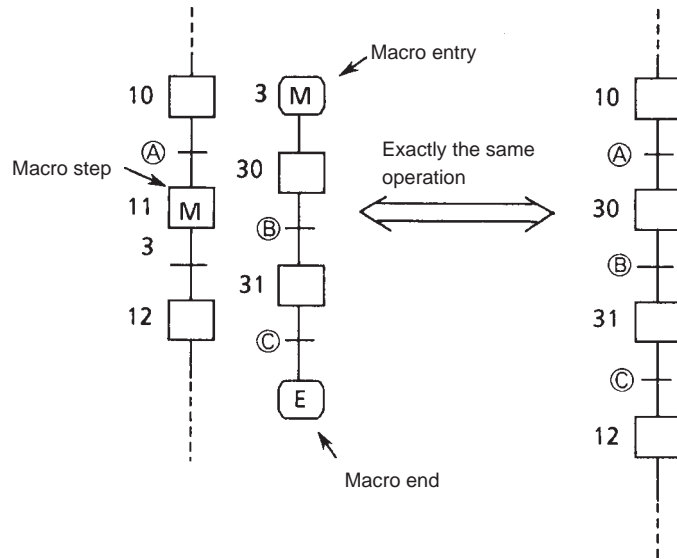 Macro entry
10
3 M
10
A
Macro step
30
Exactly the same
operation
A
11 M
30
3
B
B
12
31
31
C
C
E
12
Macro end